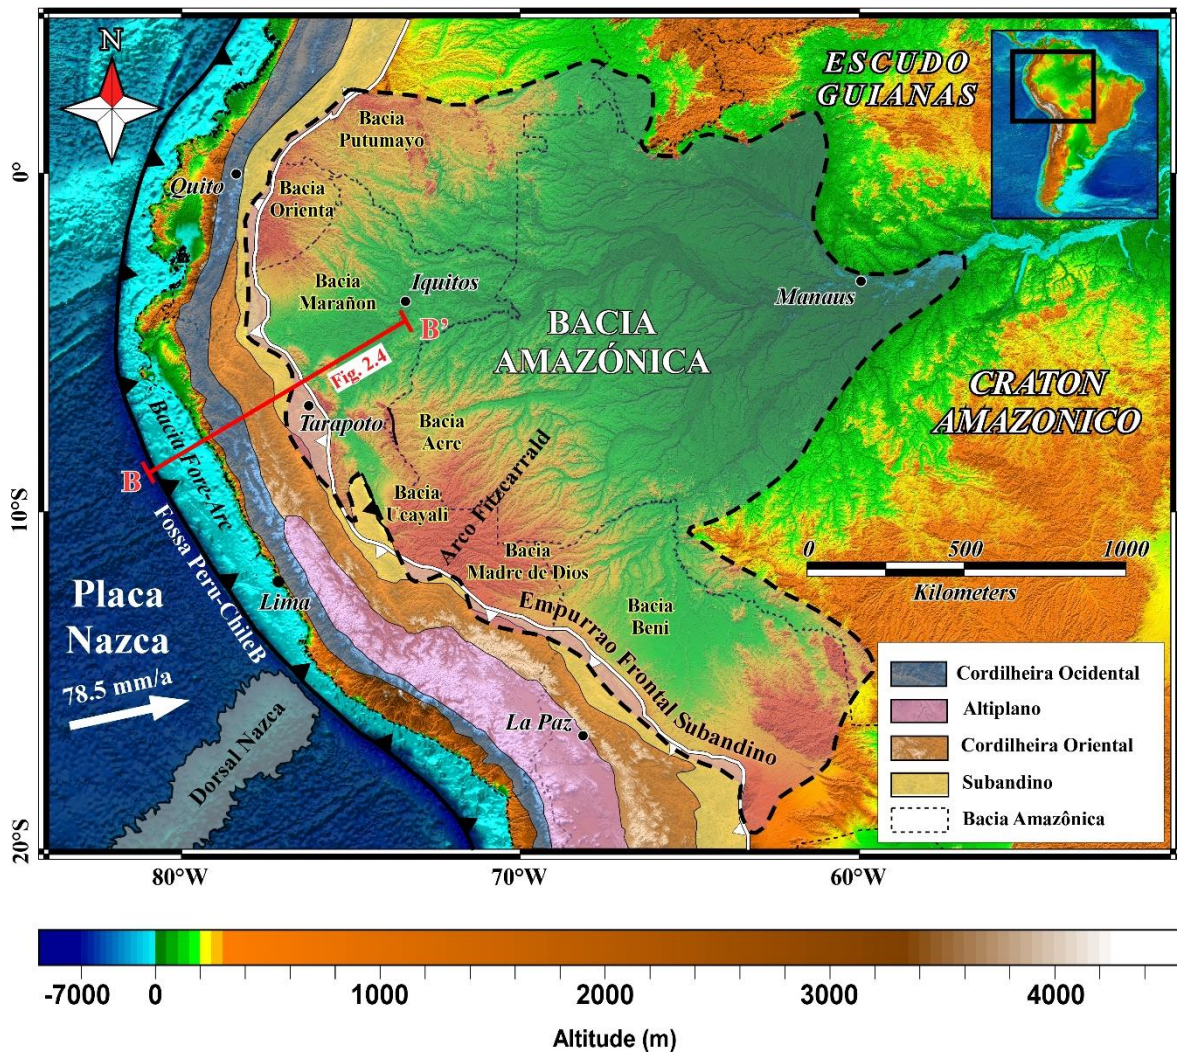 N
ESCUDO
GUIANAS
Bacia
Putumayo
0°
Quito
Bacia
Orienta
Bacia
Marañon
Iquitos
Manaus
B'
BACIA
AMAZÓNICA
Fig. 2.4
CRATON
AMAZONICO
Tarapoto
Bacia
Acre
Bacia Fore-Arc
B
Bacia
Ucayali
Arco Fitzcarrald
10°S
Fossa Peru-ChileB
Bacia
Madre de Dios
0 500 1000
Kilometers
Lima
Placa
Nazca
78.5 mm/a
Empurrao Frontal Subandino
Bacia
Beni
La Paz
Dorsal Nazca
Cordilheira Ocidental
Altiplano
Cordilheira Oriental
Subandino
Bacia Amazônica
20°S
80°W 70°W 60°W
-7000 0 1000 2000 3000 4000
Altitude (m)